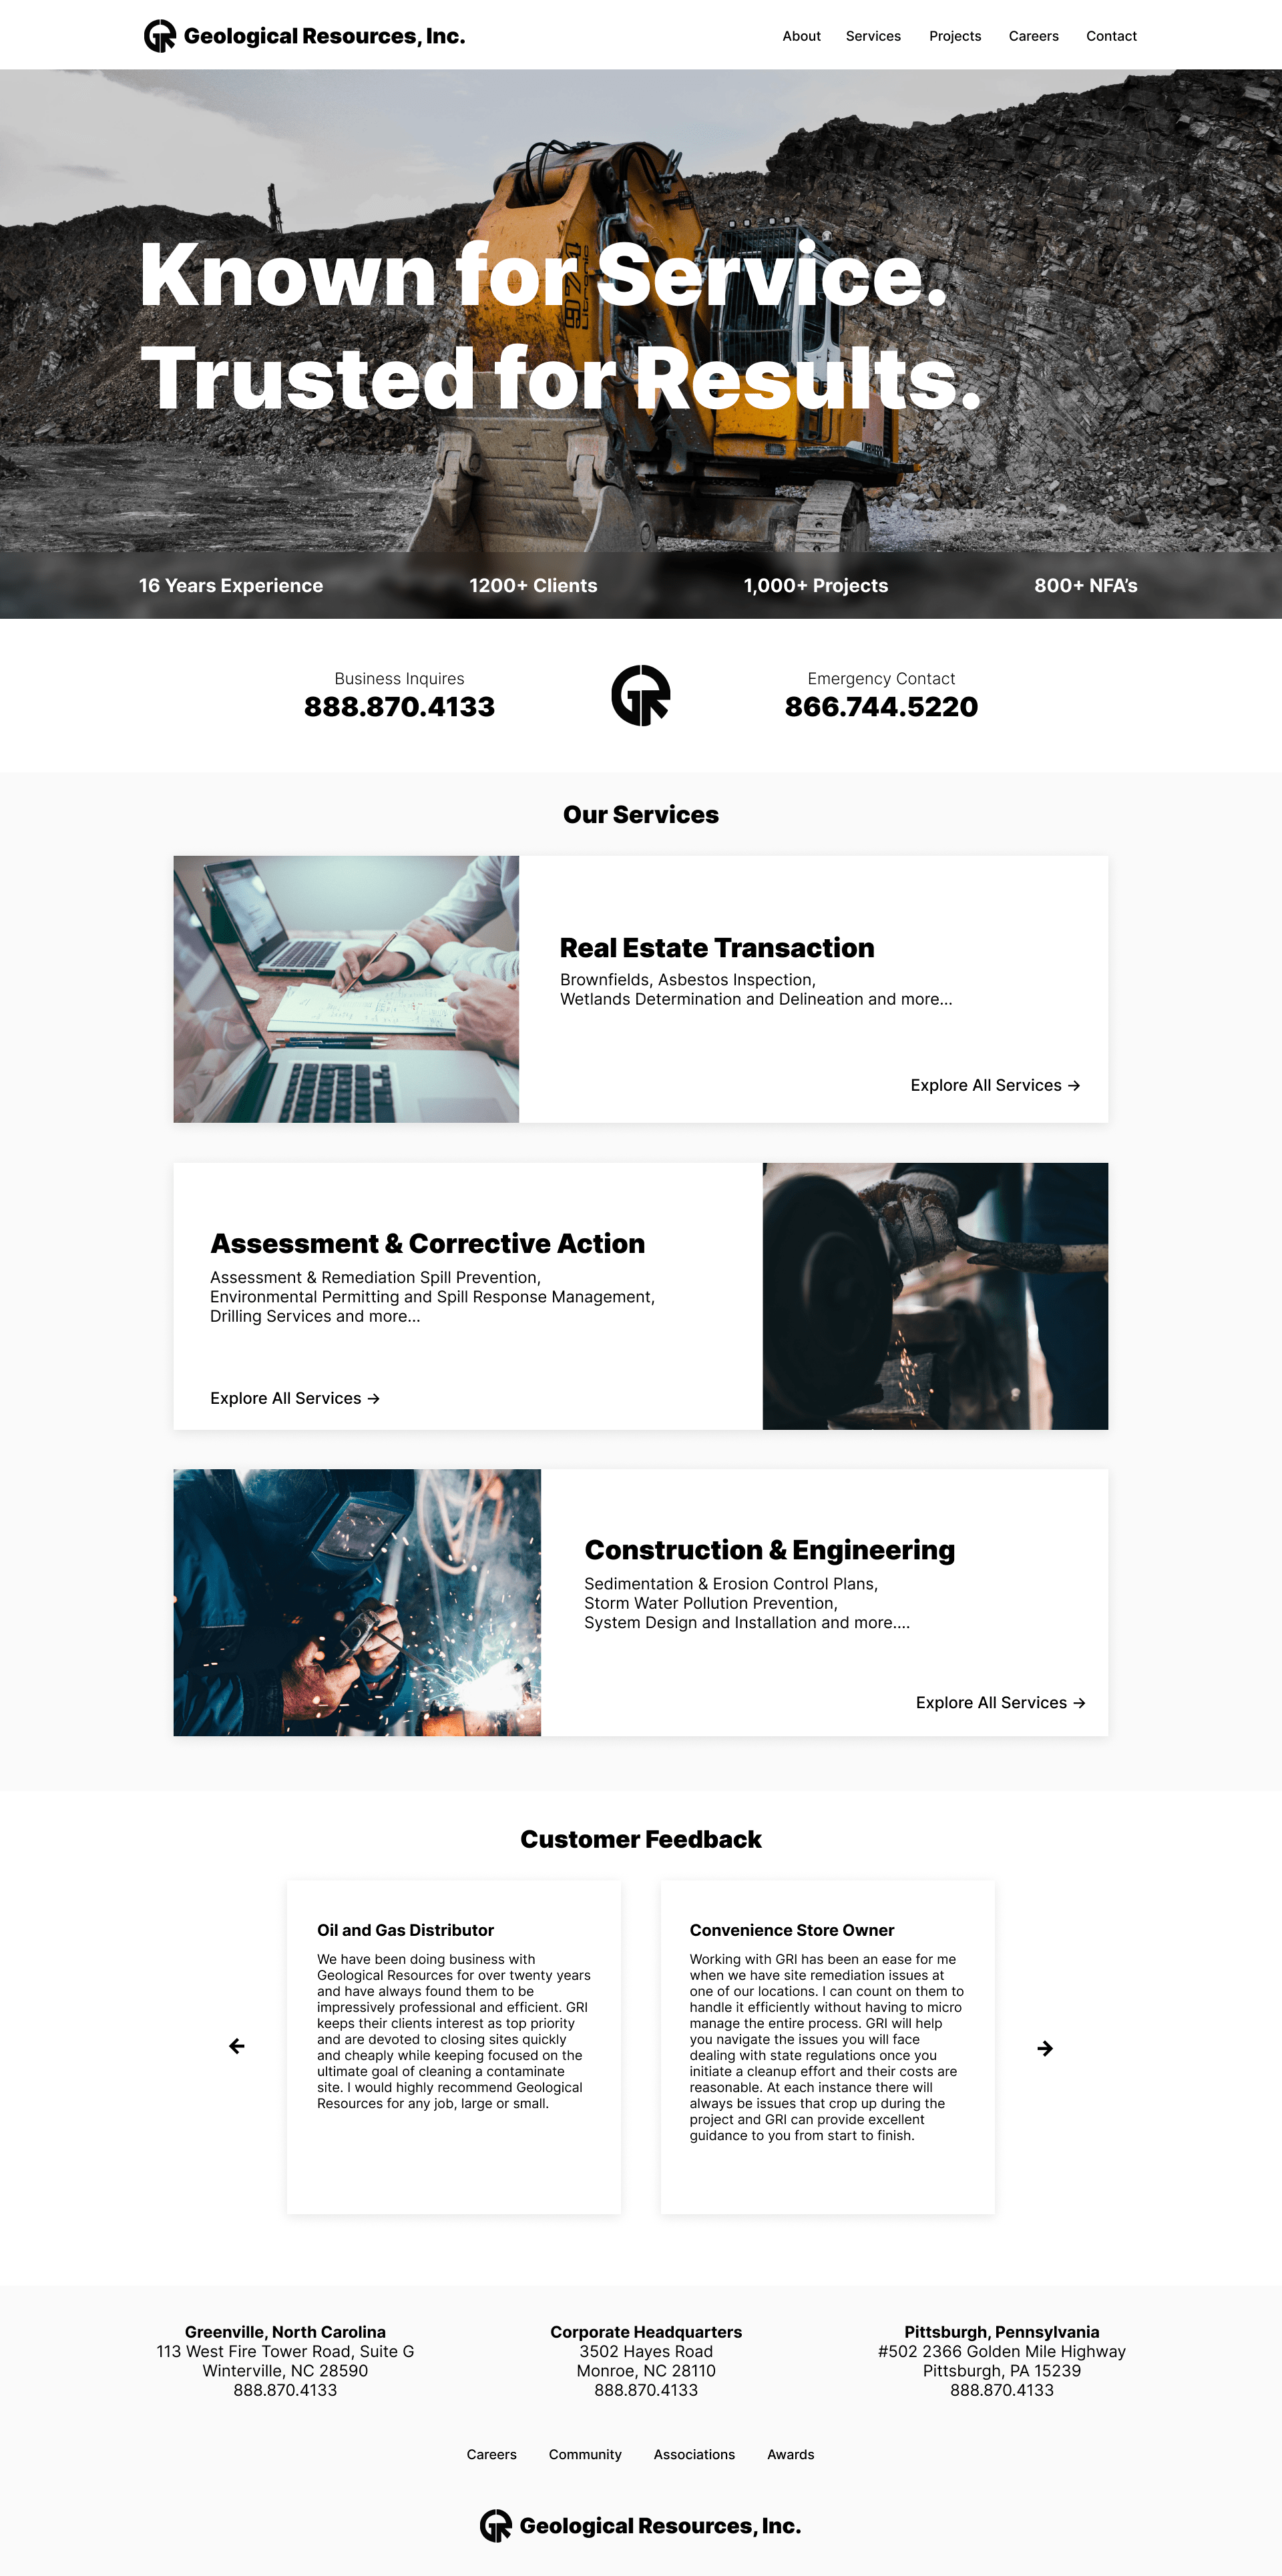 Geological Resources, Inc.
About Services Projects Careers Contact
Known for Service.
Trusted for Results.
974
Litronic
LIEBHERR
16 Years Experience
1200+ Clients
1,000+ Projects
800+ NFA's
Business Inquires
888.870.4133
Emergency Contact
866.744.5220
Our Services
Real Estate Transaction
Brownfields, Asbestos Inspection,
Wetlands Determination and Delineation and more...
Explore All Services →
Assessment & Corrective Action
Assessment & Remediation Spill Prevention,
Environmental Permitting and Spill Response Management,
Drilling Services and more...
Explore All Services →
Construction & Engineering
Sedimentation & Erosion Control Plans,
Storm Water Pollution Prevention,
System Design and Installation and more....
Explore All Services →
Customer Feedback
Oil and Gas Distributor
We have been doing business with
Geological Resources for over twenty years
and have always found them to be
impressively professional and efficient. GRI
keeps their clients interest as top priority
and are devoted to closing sites quickly
and cheaply while keeping focused on the
ultimate goal of cleaning a contaminate
site. I would highly recommend Geological
Resources for any job, large or small.
Convenience Store Owner
Working with GRI has been an ease for me
when we have site remediation issues at
one of our locations. I can count on them to
handle it efficiently without having to micro
manage the entire process. GRI will help
you navigate the issues you will face
dealing with state regulations once you
initiate a cleanup effort and their costs are
reasonable. At each instance there will
always be issues that crop up during the
project and GRI can provide excellent
guidance to you from start to finish.
Greenville, North Carolina
113 West Fire Tower Road, Suite G
Winterville, NC 28590
888.870.4133
Corporate Headquarters
3502 Hayes Road
Monroe, NC 28110
888.870.4133
Pittsburgh, Pennsylvania
#502 2366 Golden Mile Highway
Pittsburgh, PA 15239
888.870.4133
Careers Community Associations Awards
Geological Resources, Inc.